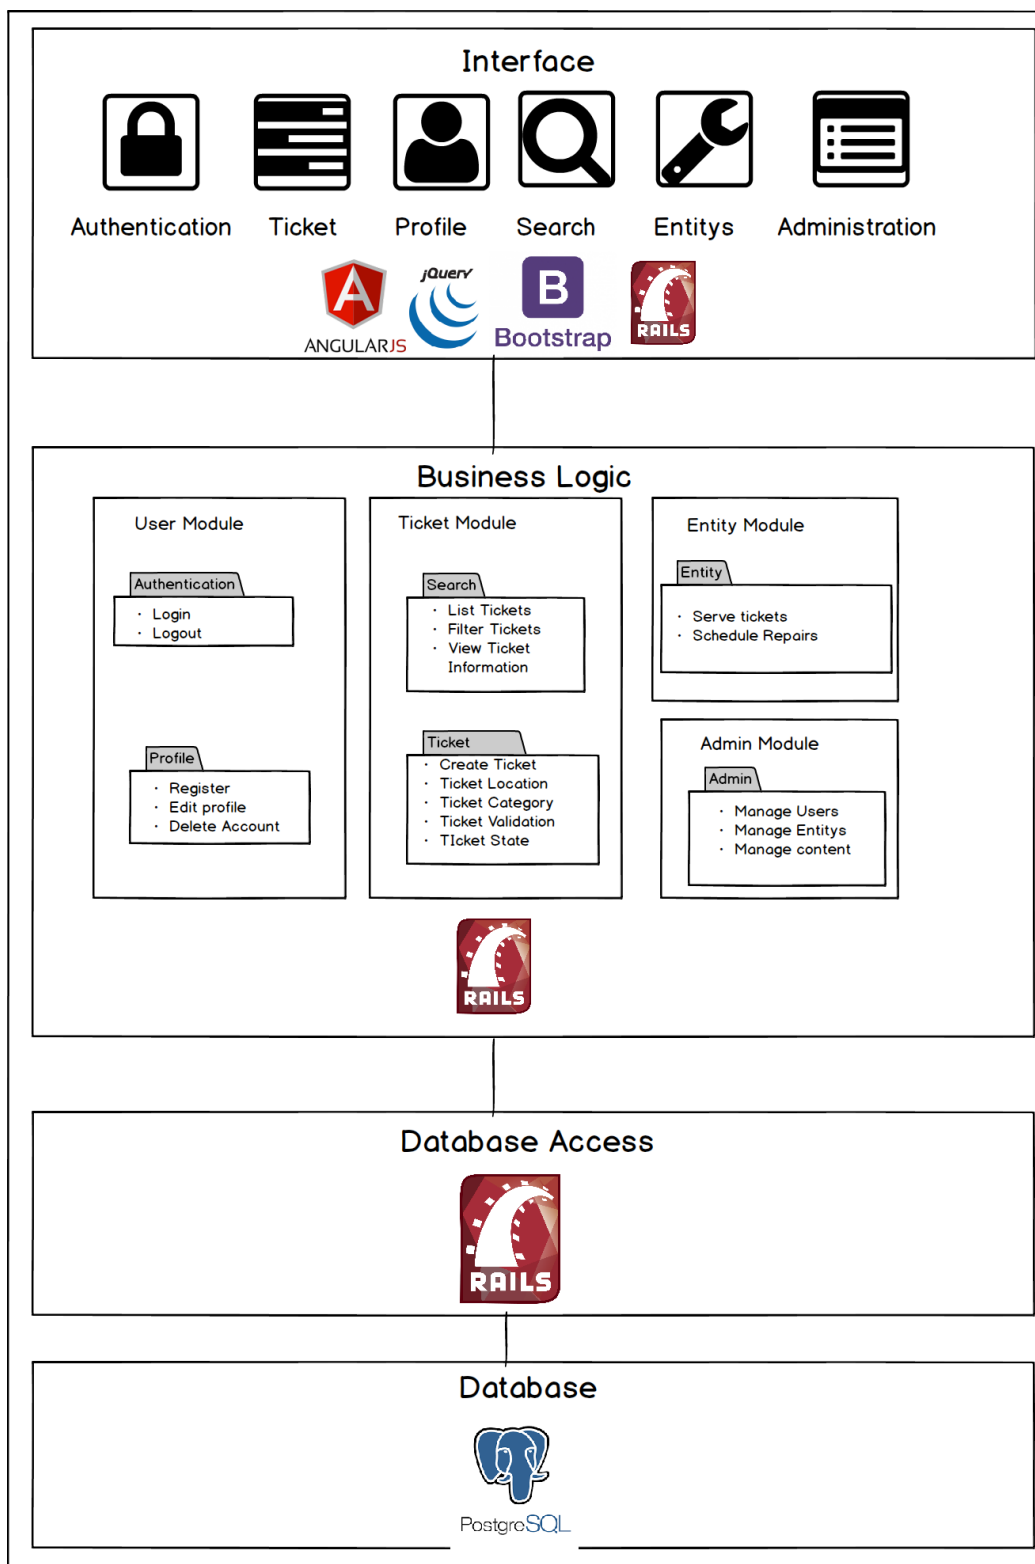 Interface
Authentication Ticket Profile Search Entitys Administration
ANGULARJS
jQuery
B
Bootstrap
RAILS
Business Logic
User Module
Authentication
· Login
· Logout
Profile
· Register
· Edit profile
· Delete Account
Ticket Module
Search
· List Tickets
· Filter Tickets
· View Ticket
Information
Ticket
· Create Ticket
· Ticket Location
· Ticket Category
· Ticket Validation
· TIcket State
Entity Module
Entity
· Serve tickets
· Schedule Repairs
Admin Module
Admin
· Manage Users
· Manage Entitys
· Manage content
RAILS
Database Access
RAILS
Database
PostgreSQL